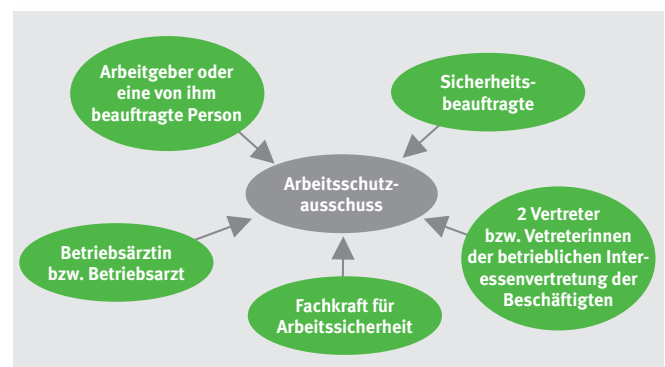 Arbeitgeber oder
eine von ihm
beauftragte Person
Sicherheits-
beauftragte
Arbeitsschutz-
ausschuss
Betriebsärztin
bzw. Betriebsarzt
Fachkraft für
Arbeitssicherheit
2 Vertreter
bzw. Vetreterinnen
der betrieblichen Inter-
essenvertretung der
Beschäftigten